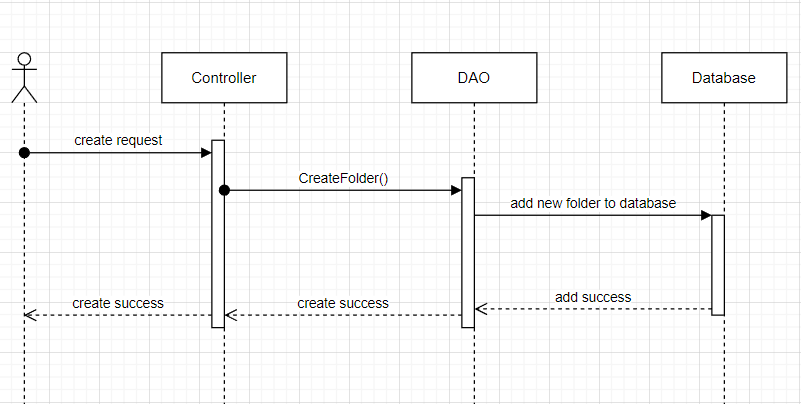 Controller
DAO
Database
create request
CreateFolder()
add new folder to database
create success
create success
add success